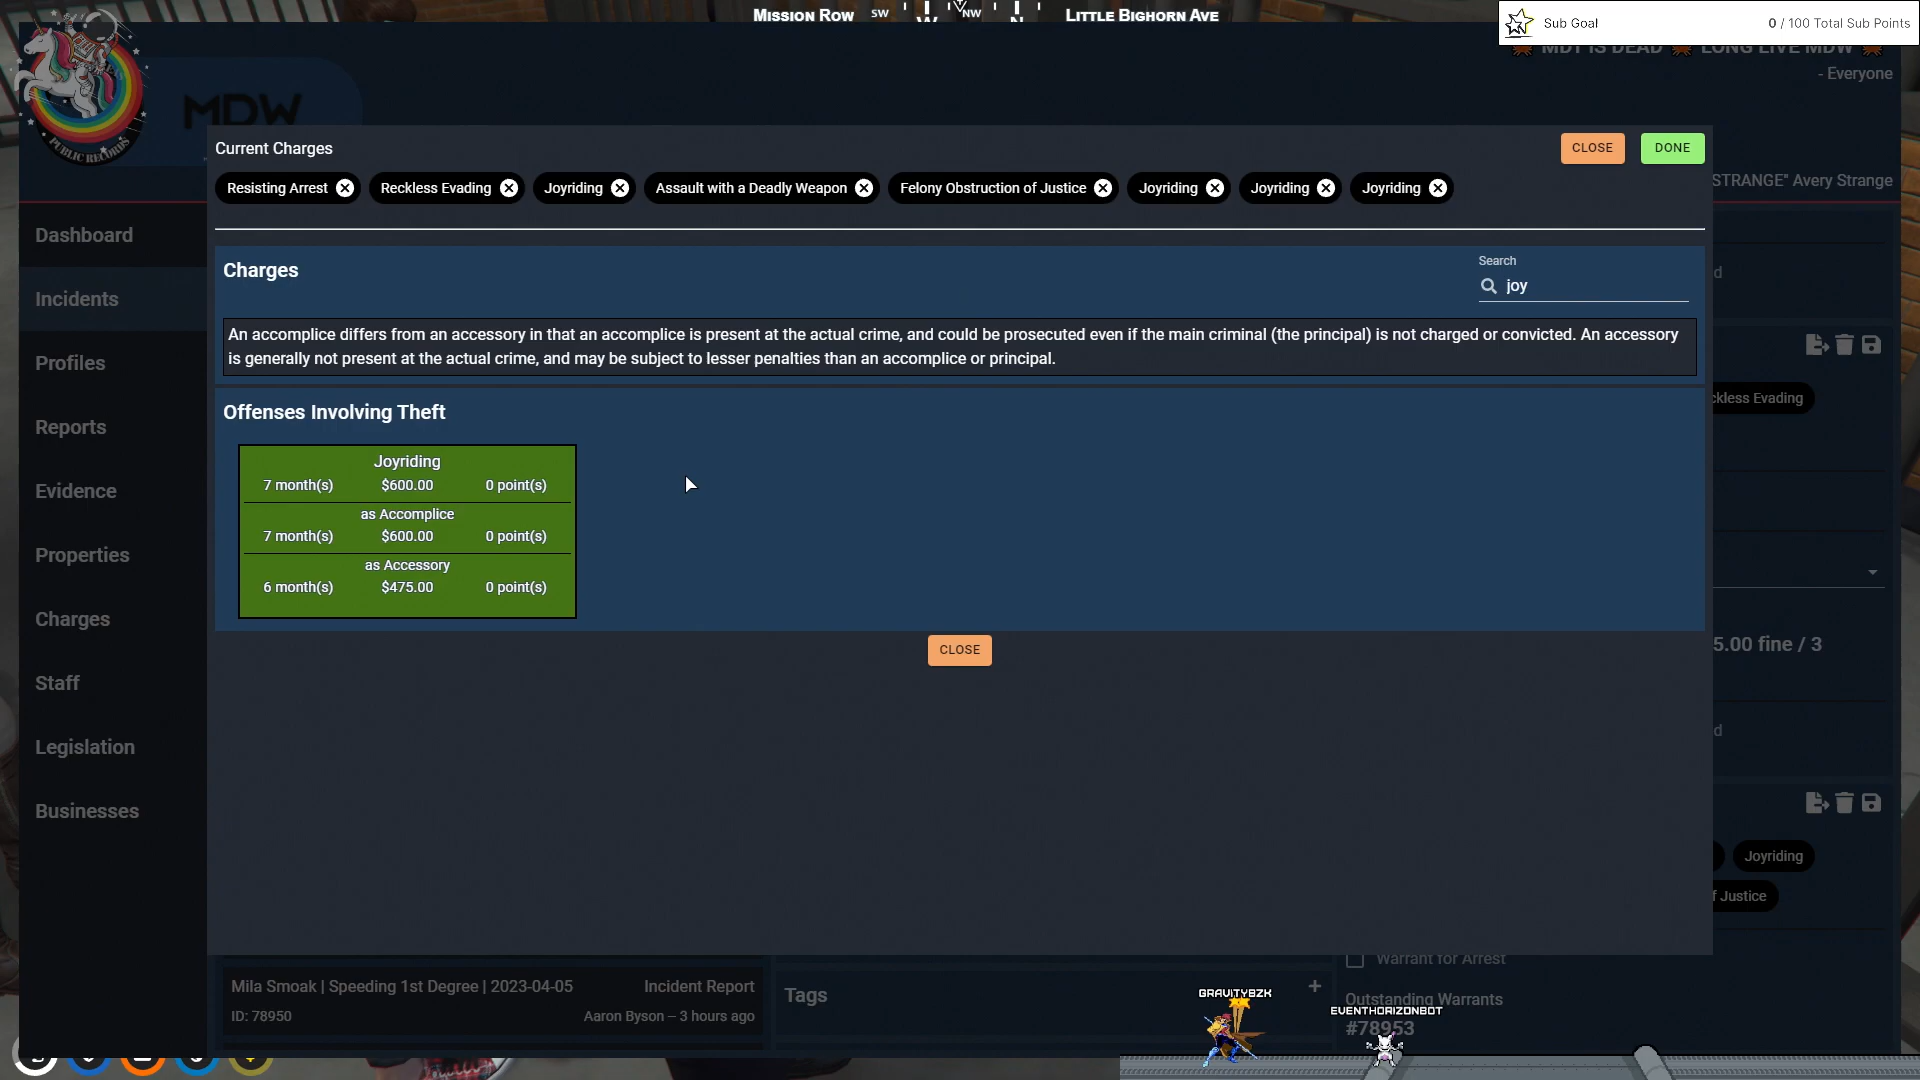 Mission Row SW W NW N Little Bighorn Ave
Sub Goal 0 / 100 Total Sub Points
MDT IS DEAD LONG LIVE MDW
- Everyone
MDW
PUBLIC RECORDS
Current Charges
CLOSE DONE
Resisting Arrest Reckless Evading Joyriding Assault with a Deadly Weapon Felony Obstruction of Justice Joyriding Joyriding Joyriding
STRANGE" Avery Strange
Dashboard
Incidents
Profiles
Reports
Evidence
Properties
Charges
Staff
Legislation
Businesses
Charges
Search
joy
An accomplice differs from an accessory in that an accomplice is present at the actual crime, and could be prosecuted even if the main criminal (the principal) is not charged or convicted. An accessory
is generally not present at the actual crime, and may be subject to lesser penalties than an accomplice or principal.
Offenses Involving Theft
Joyriding
7 month(s) $600.00 0 point(s)
as Accomplice
7 month(s) $600.00 0 point(s)
as Accessory
6 month(s) $475.00 0 point(s)
CLOSE
d
ckless Evading
5.00 fine / 3
d
Joyriding
f Justice
Mila Smoak | Speeding 1st Degree | 2023-04-05 Incident Report
ID: 78950 Aaron Byson – 3 hours ago
Tags
Warrant for Arrest
Outstanding Warrants
#78953
GRAVITYBZK
EVENTHORIZONBOT